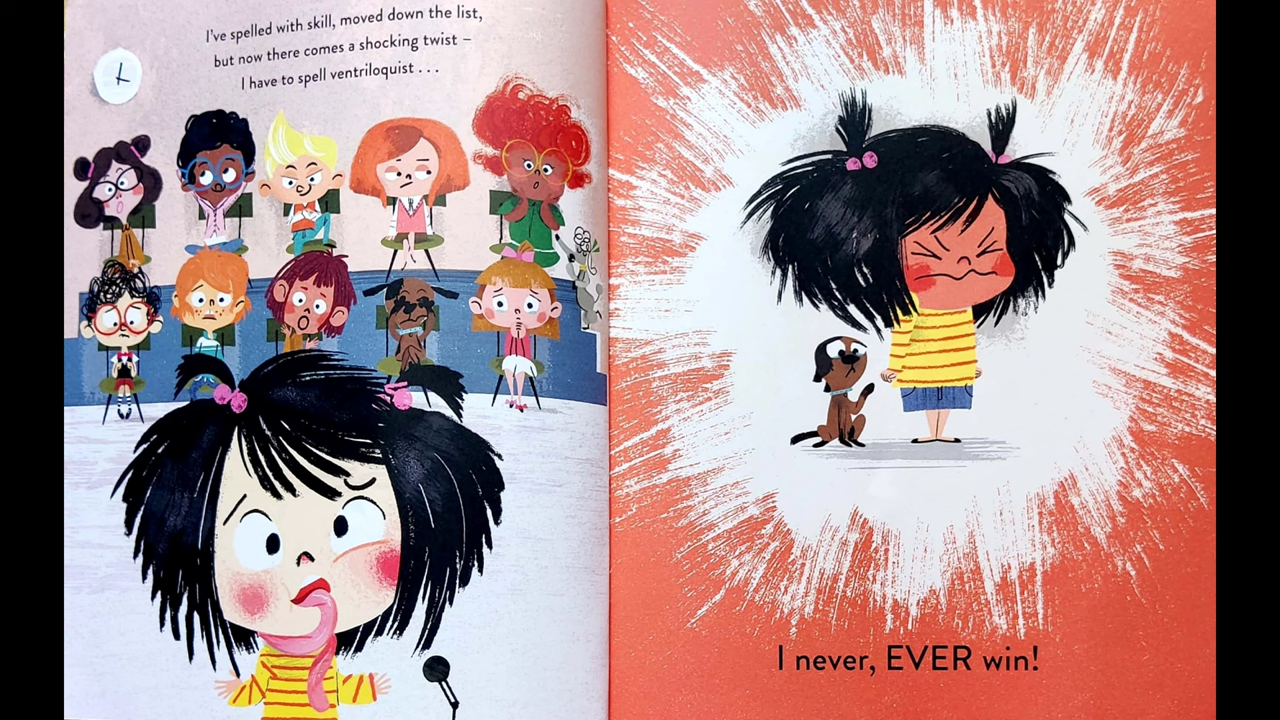 I've spelled with skill, moved down the list,
but now there comes a shocking twist –
I have to spell ventriloquist . . .
I never, EVER win!